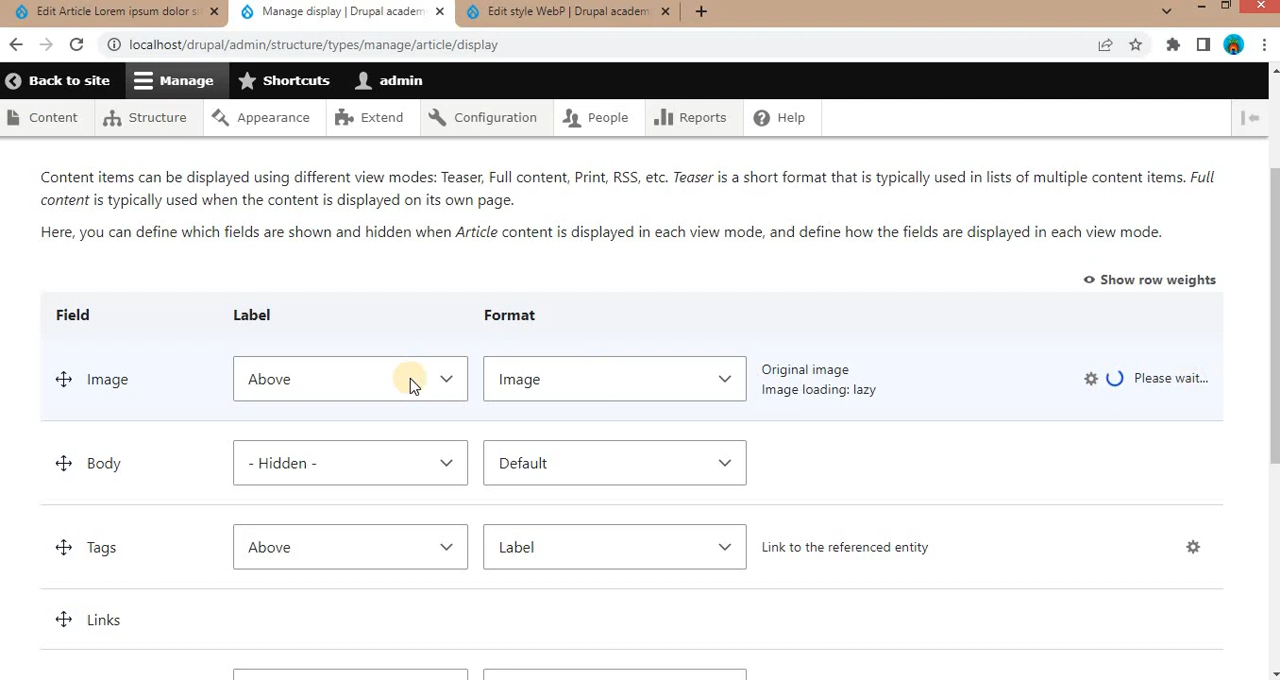 Edit Article Lorem ipsum dolor si
Manage display | Drupal academ
Edit style WebP | Drupal academ
localhost/drupal/admin/structure/types/manage/article/display
Back to site Manage Shortcuts admin
Content Structure Appearance Extend Configuration People Reports Help
Content items can be displayed using different view modes: Teaser, Full content, Print, RSS, etc. Teaser is a short format that is typically used in lists of multiple content items. Full
content is typically used when the content is displayed on its own page.
Here, you can define which fields are shown and hidden when Article content is displayed in each view mode, and define how the fields are displayed in each view mode.
Show row weights
Field Label Format
Image Above Image
Original image
Image loading: lazy
Please wait...
Body - Hidden - Default
Tags Above Label Link to the referenced entity
Links